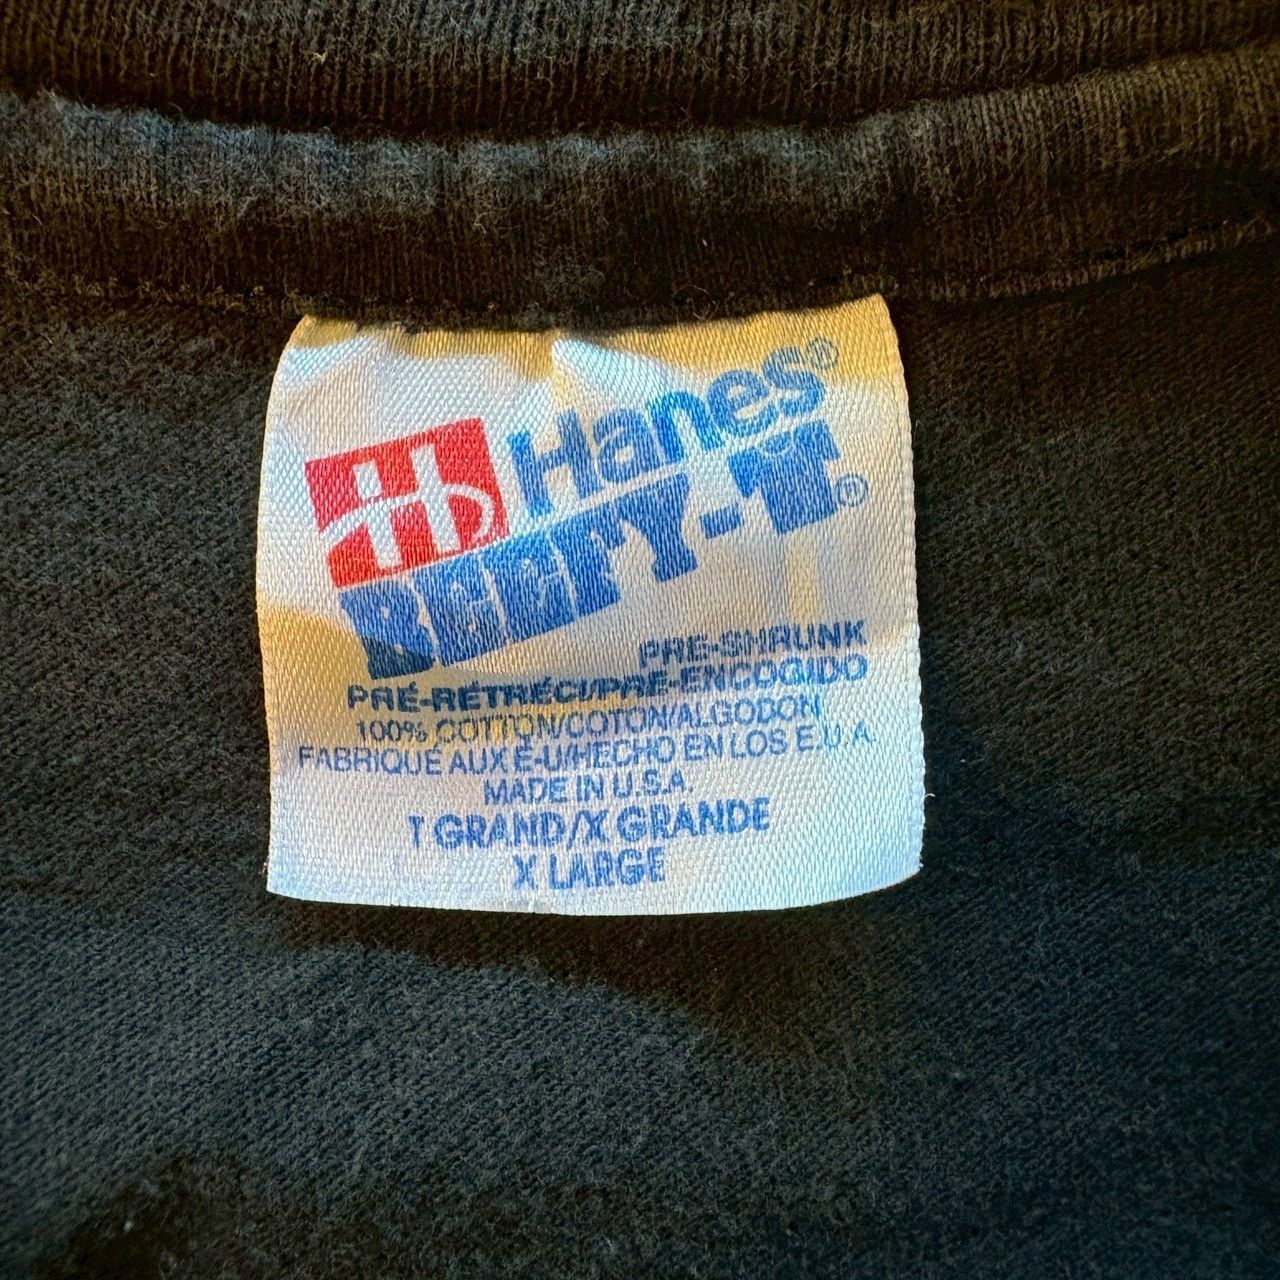 Hanes®
BEEFY-T®
PRE-SHRUNK
PRÉ-RÉTRÉCI/PRE-ENCOGIDO
100% COTTON/COTON/ALGODON
FABRIQUÉ AUX É-U/HECHO EN LOS E.U.A.
MADE IN U.S.A.
T GRAND/X GRANDE
X LARGE